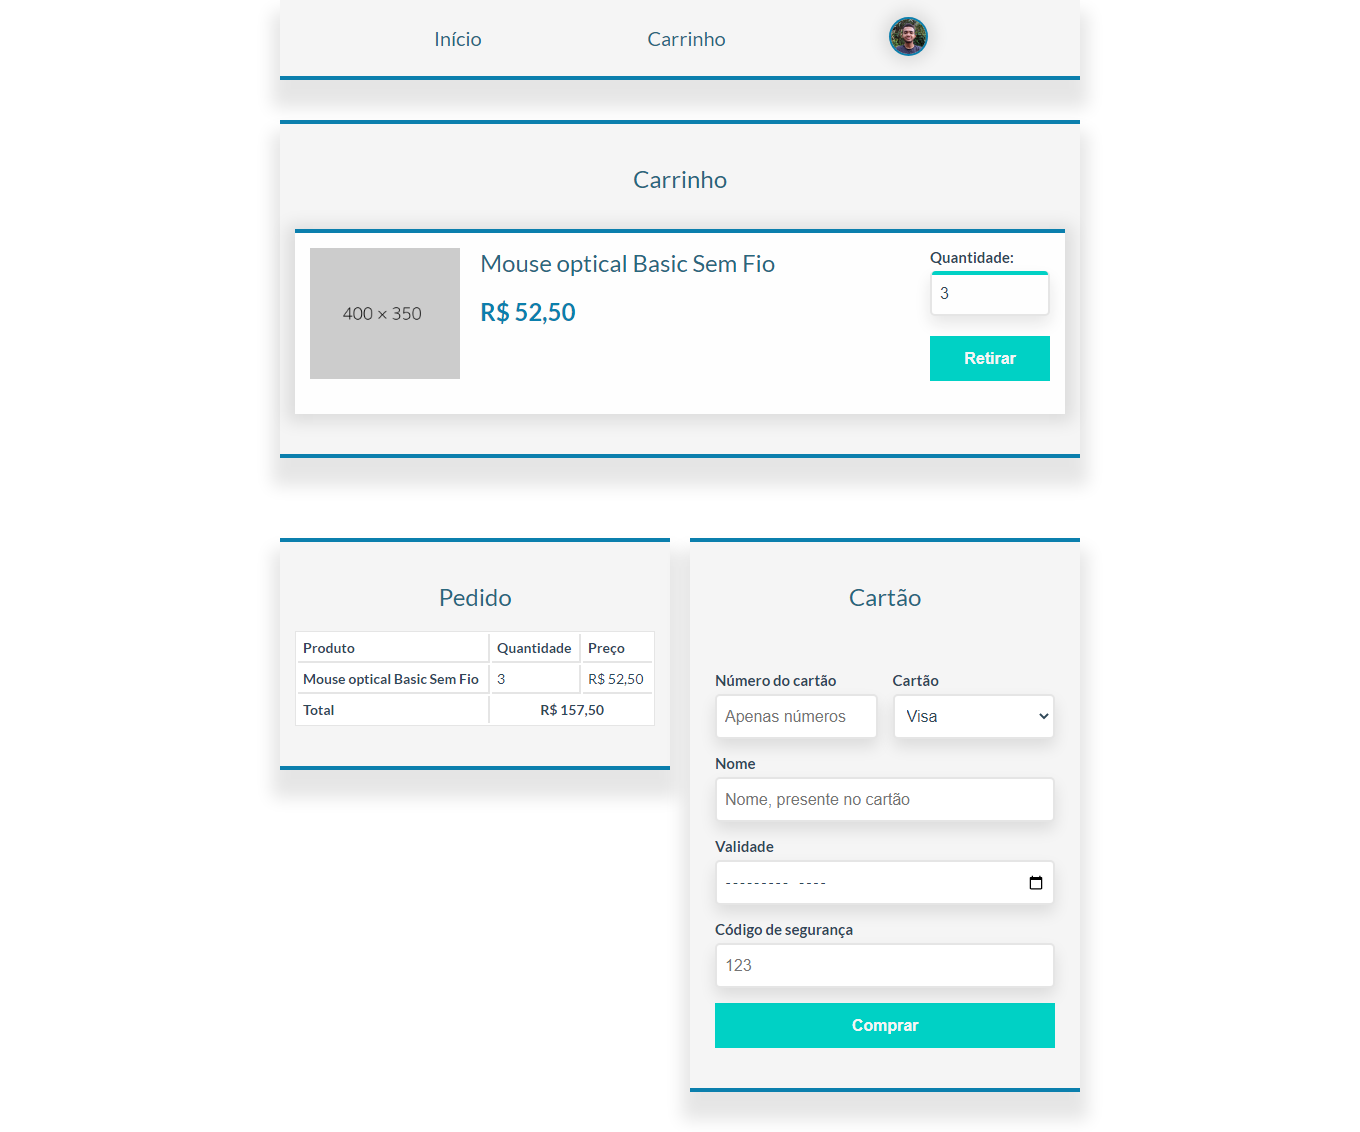 Início
Carrinho
Carrinho
400 × 350
Mouse optical Basic Sem Fio
R$ 52,50
Quantidade:
3
Retirar
Pedido
Produto Quantidade Preço
Mouse optical Basic Sem Fio 3 R$ 52,50
Total R$ 157,50
Cartão
Número do cartão Cartão
Apenas números Visa
Nome
Nome, presente no cartão
Validade
--------- ----
Código de segurança
123
Comprar